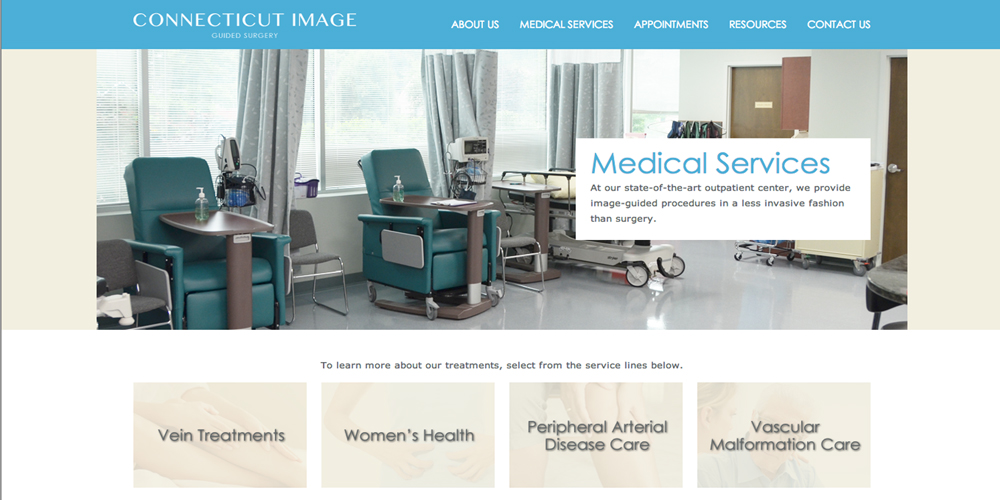 CONNECTICUT IMAGE
GUIDED SURGERY
ABOUT US MEDICAL SERVICES APPOINTMENTS RESOURCES CONTACT US
Medical Services
At our state-of-the-art outpatient center, we provide
image-guided procedures in a less invasive fashion
than surgery.
To learn more about our treatments, select from the service lines below.
Vein Treatments
Women’s Health
Peripheral Arterial
Disease Care
Vascular
Malformation Care